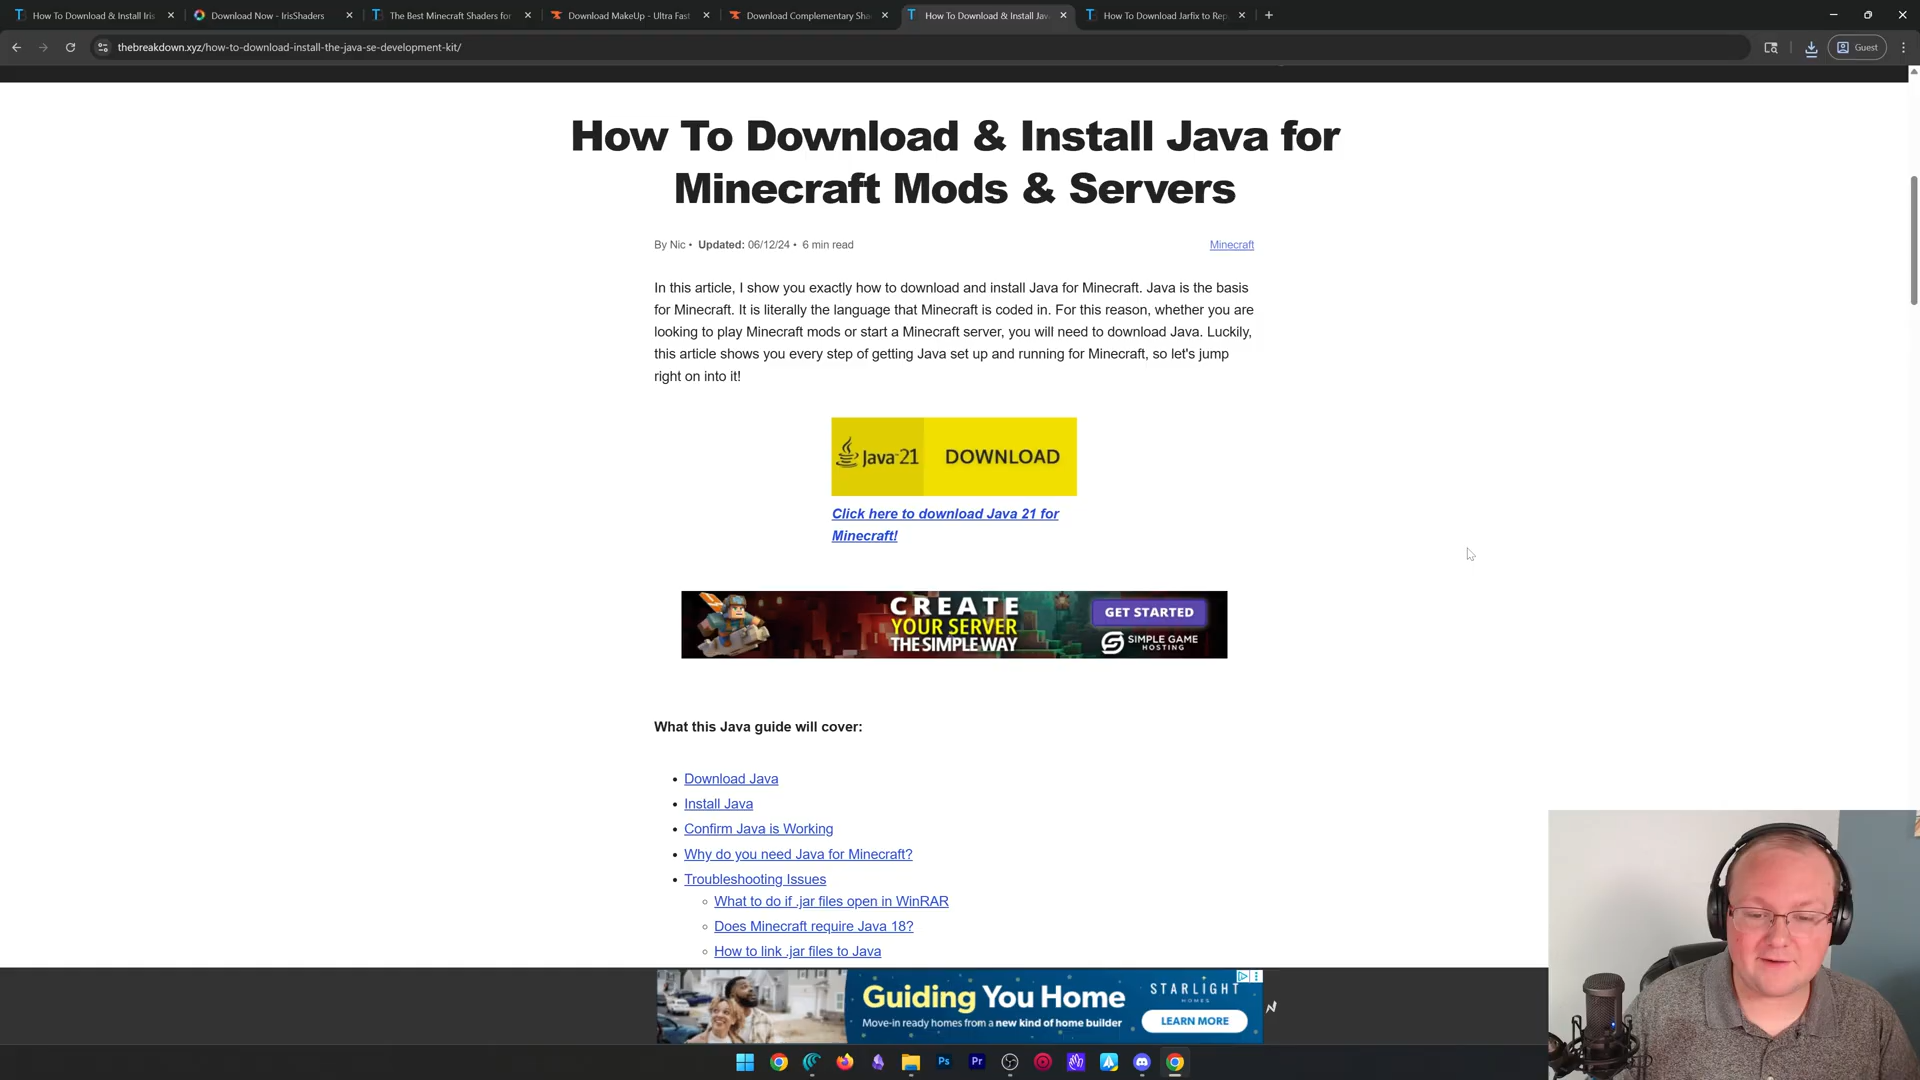 How To Download & Install Iris
Download Now - IrisShaders
The Best Minecraft Shaders for
Download MakeUp - Ultra Fast
Download Complementary Sha
How To Download & Install Jav
How To Download Jarfix to Rep
thebreakdown.xyz/how-to-download-install-the-java-se-development-kit/
Guest
How To Download & Install Java for
Minecraft Mods & Servers
By Nic • Updated: 06/12/24 • 6 min read
Minecraft
In this article, I show you exactly how to download and install Java for Minecraft. Java is the basis
for Minecraft. It is literally the language that Minecraft is coded in. For this reason, whether you are
looking to play Minecraft mods or start a Minecraft server, you will need to download Java. Luckily,
this article shows you every step of getting Java set up and running for Minecraft, so let's jump
right on into it!
Java 21 DOWNLOAD
Click here to download Java 21 for
Minecraft!
CREATE
YOUR SERVER
THE SIMPLE WAY
GET STARTED
SIMPLE GAME
HOSTING
What this Java guide will cover:
• Download Java
• Install Java
• Confirm Java is Working
• Why do you need Java for Minecraft?
• Troubleshooting Issues
◦ What to do if .jar files open in WinRAR
◦ Does Minecraft require Java 18?
◦ How to link .jar files to Java
Guiding You Home
Move-in ready homes from a new kind of home builder
STARLIGHT
HOMES
LEARN MORE
Ps
Pr